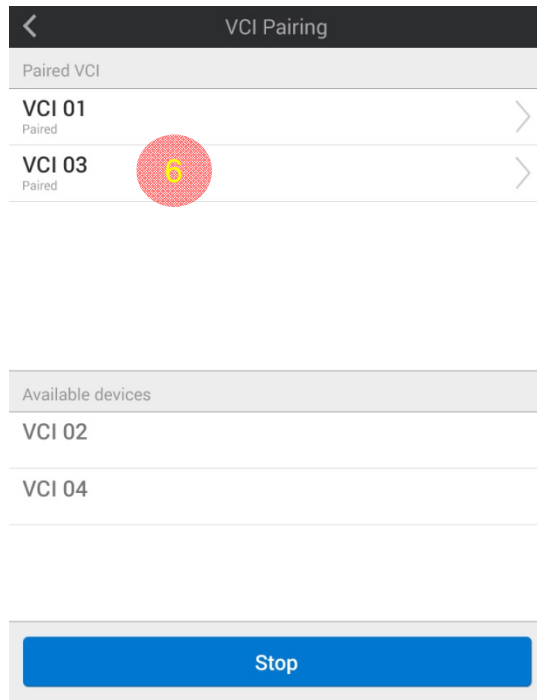 VCI Pairing
Paired VCI
VCI 01
Paired
VCI 03
Paired
6
Available devices
VCI 02
VCI 04
Stop